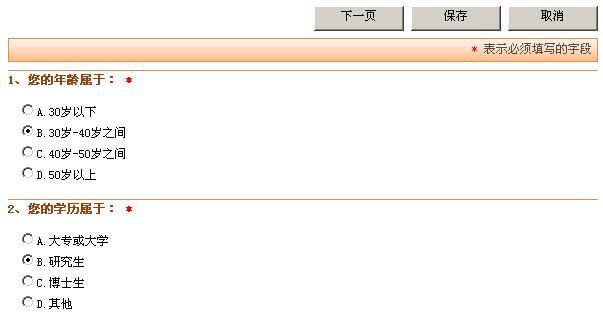 下一页 保存 取消
* 表示必须填写的字段
1、您的年龄属于： *
A.30岁以下
B.30岁-40岁之间
C.40岁-50岁之间
D.50岁以上
2、您的学历属于： *
A.大专或大学
B.研究生
C.博士生
D.其他